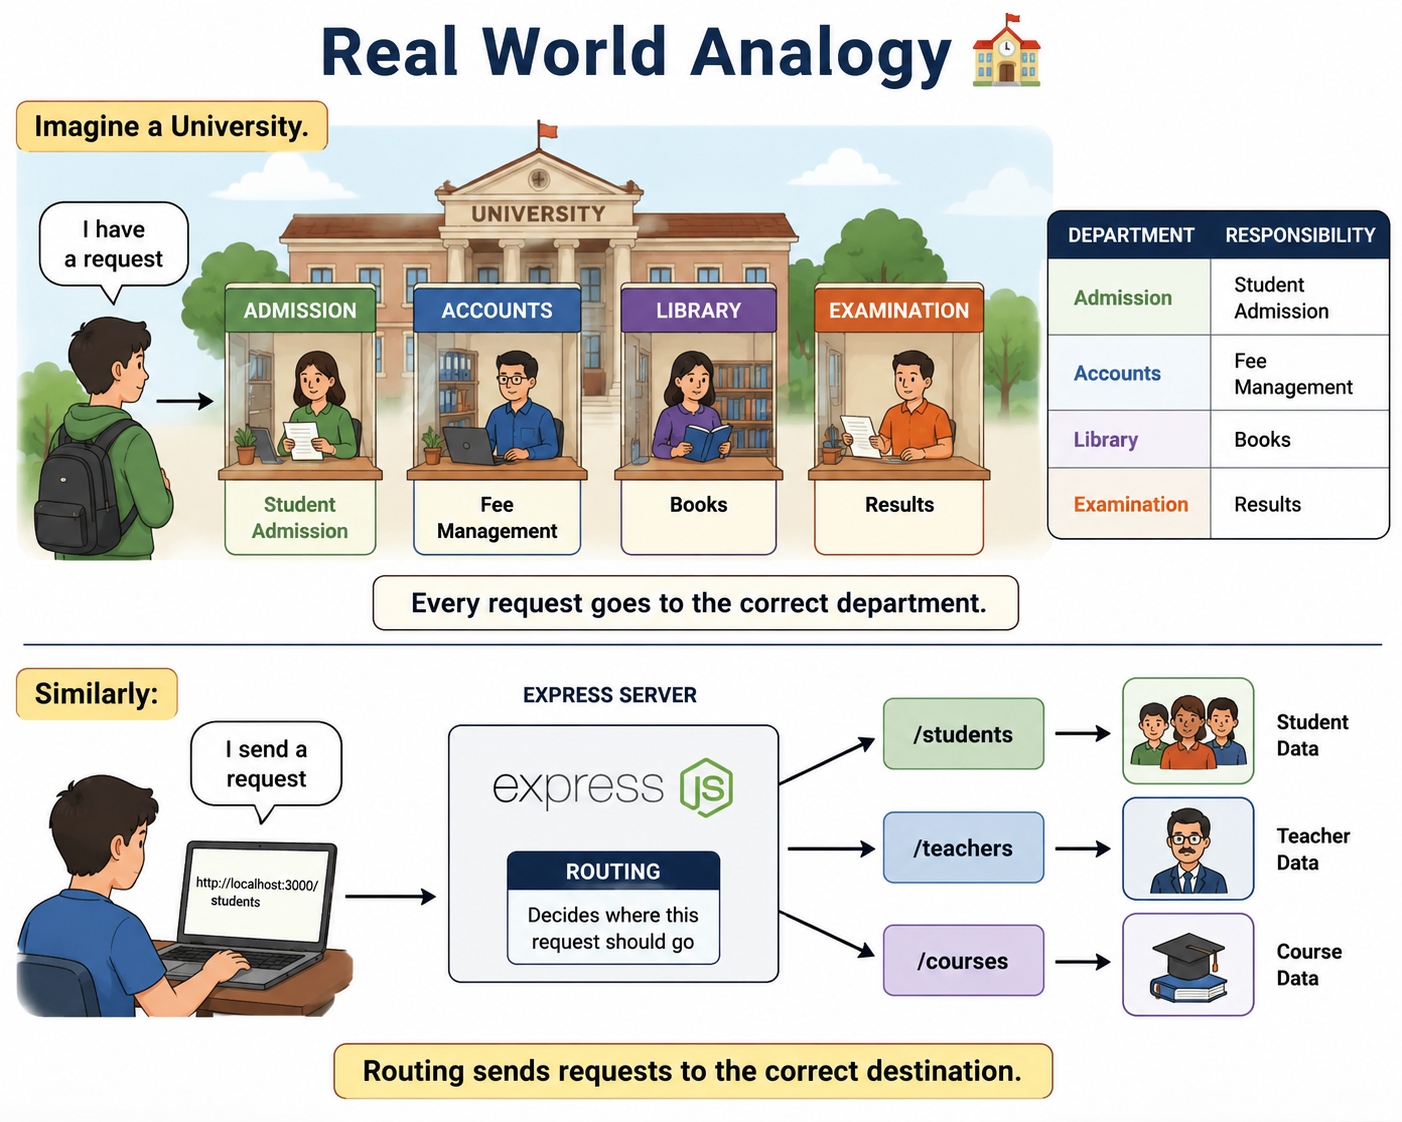 Real World Analogy
Imagine a University.
I have
a request
UNIVERSITY
ADMISSION
ACCOUNTS
LIBRARY
EXAMINATION
Student
Admission
Fee
Management
Books
Results
DEPARTMENT RESPONSIBILITY
Admission Student
Admission
Accounts Fee
Management
Library Books
Examination Results
Every request goes to the correct department.
Similarly:
I send a
request
http://localhost:3000/
students
EXPRESS SERVER
express JS
ROUTING
Decides where this
request should go
/students
Student
Data
/teachers
Teacher
Data
/courses
Course
Data
Routing sends requests to the correct destination.